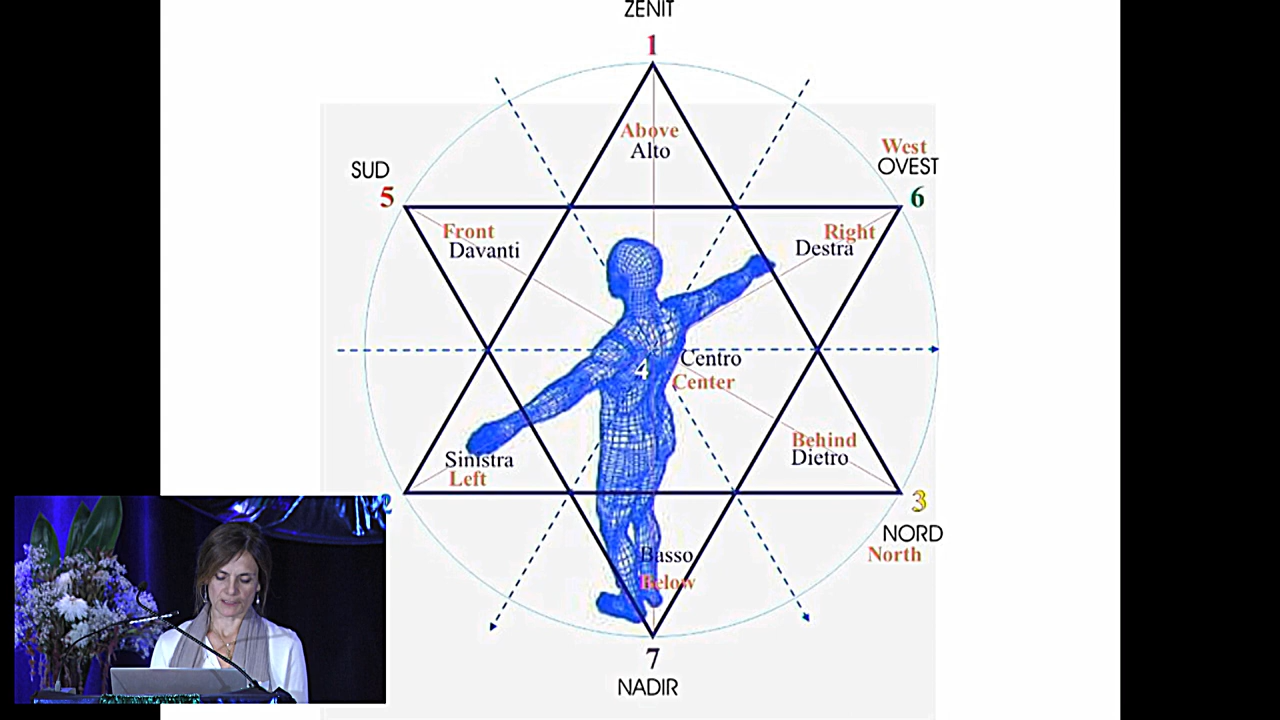 ZENIT
1
Above
Alto
West
OVEST
SUD
5
6
Front
Davanti
Right
Destra
Centro
4
Center
Behind
Dietro
Sinistra
Left
3
NORD
North
Basso
Below
7
NADIR